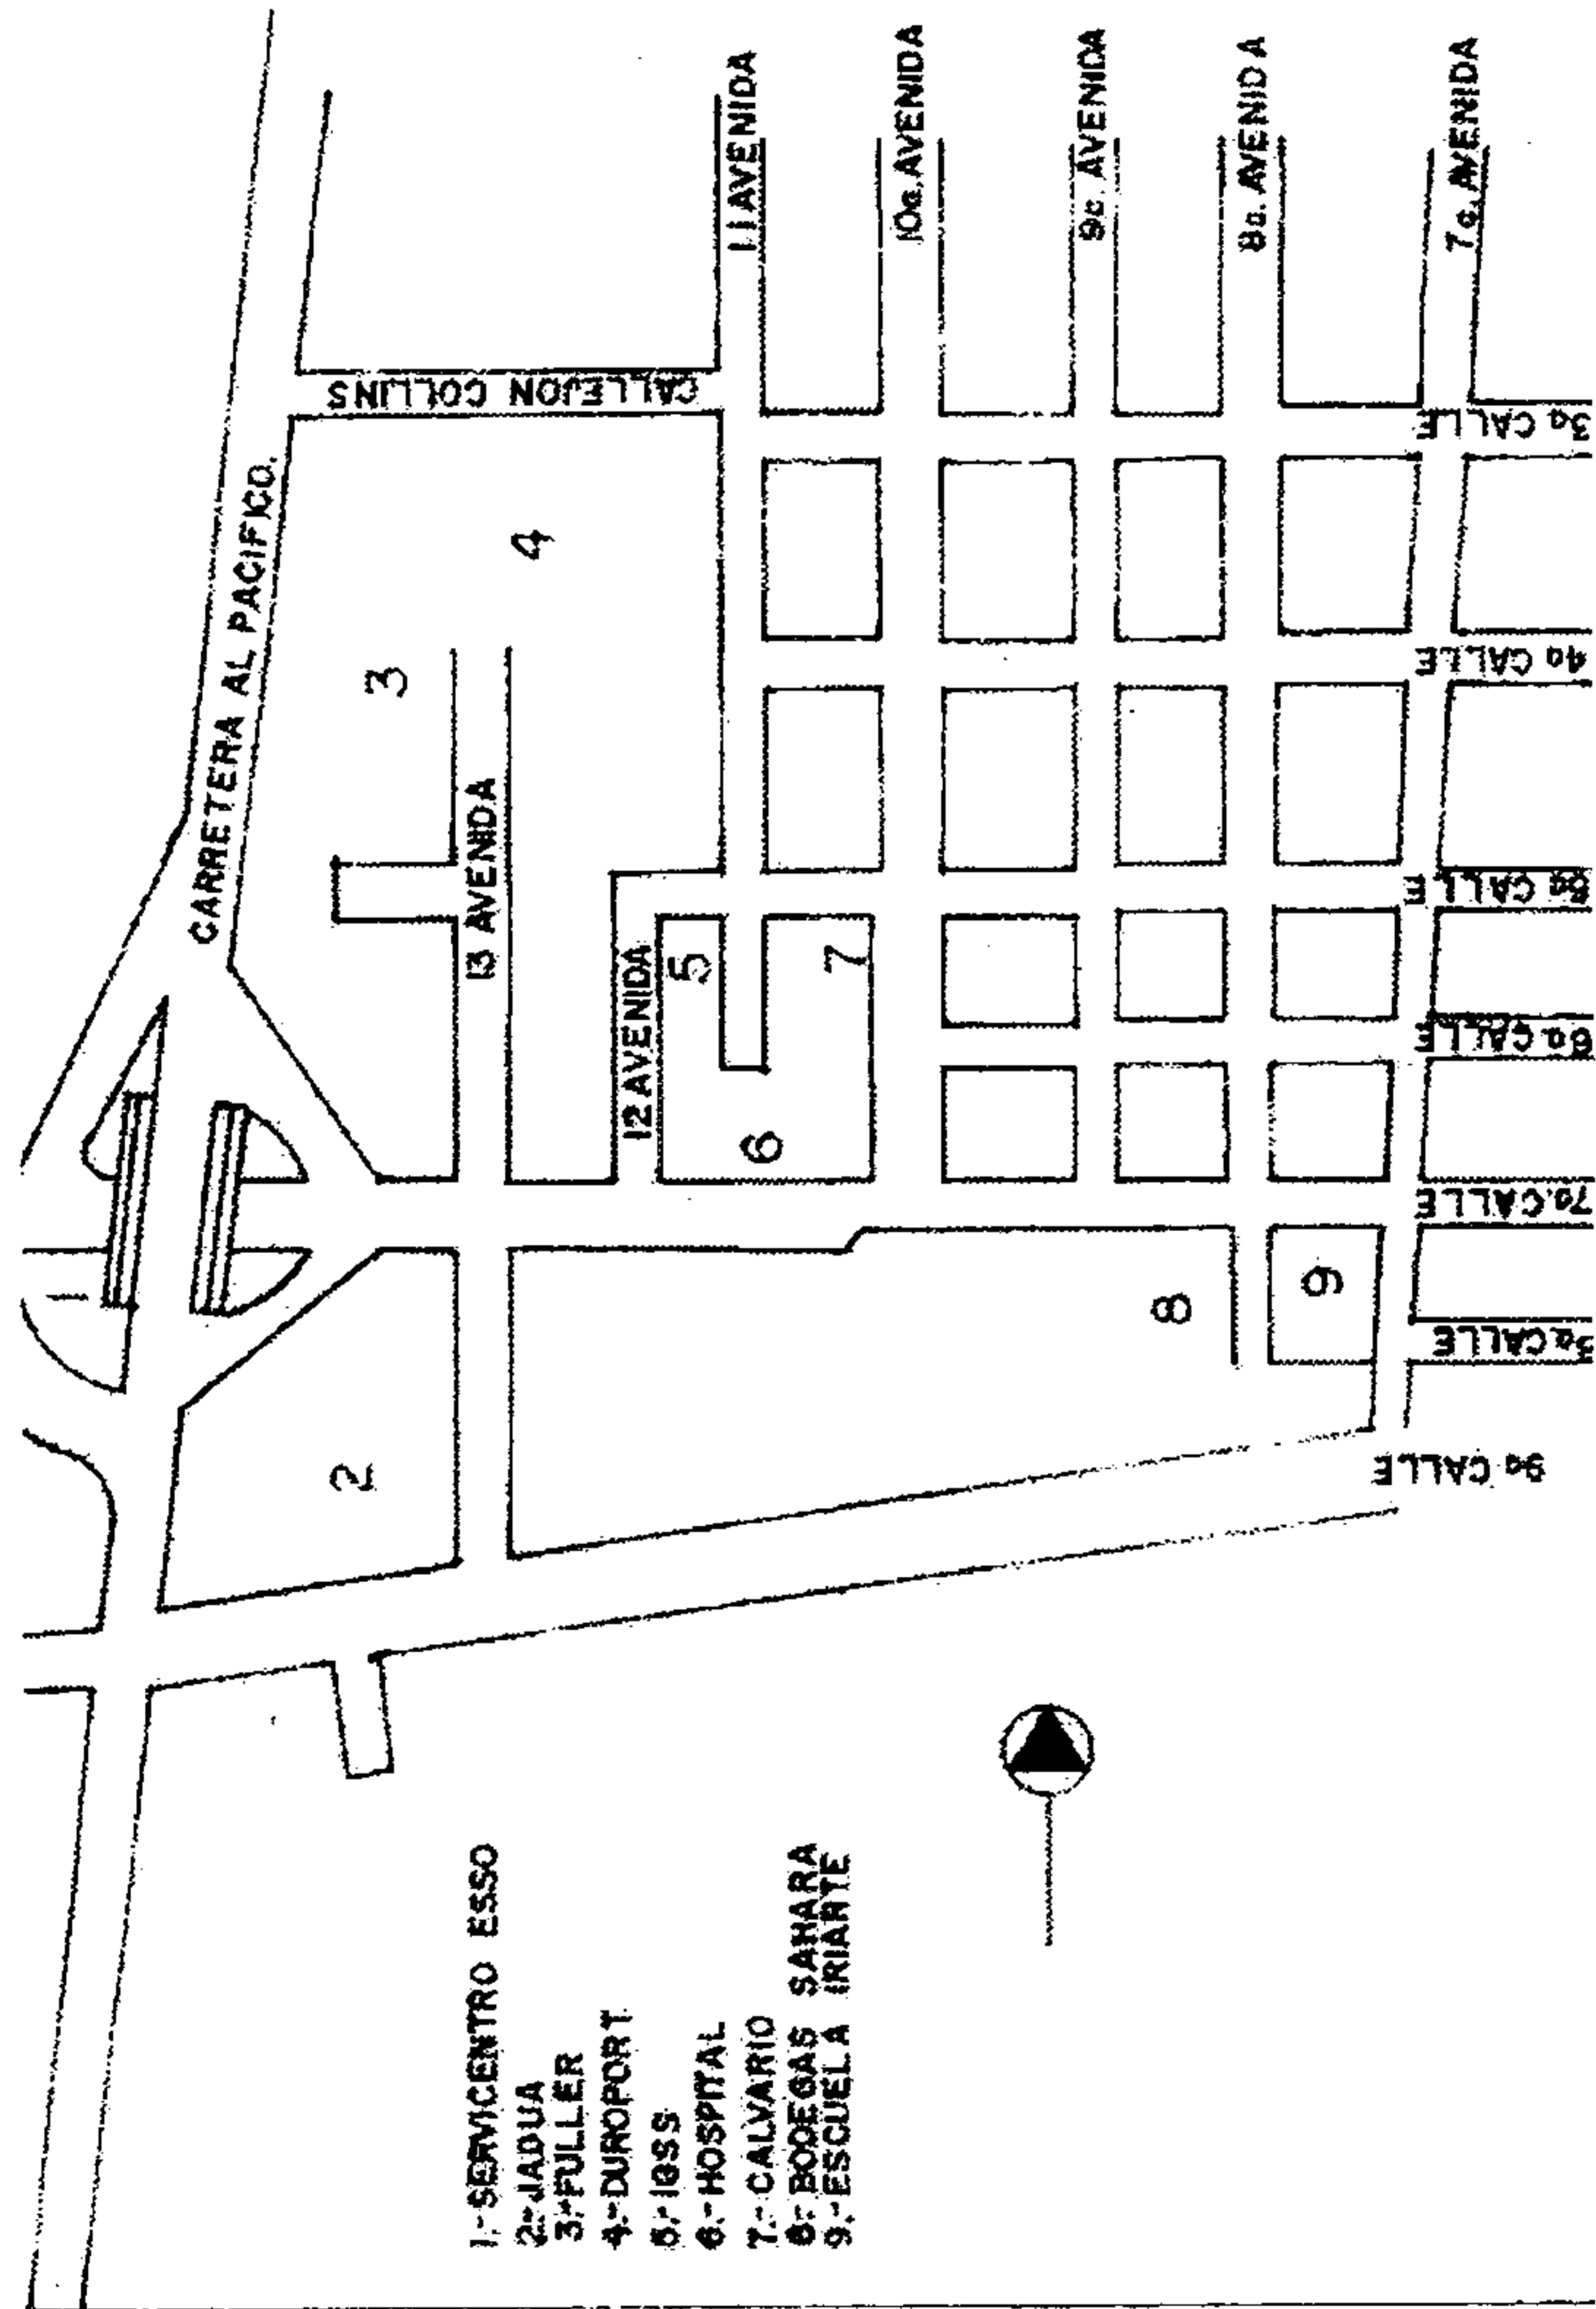 CARRETERA AL PACIFICO.
CALLEJON COLLINS
11 AVENIDA
10a. AVENIDA
9a. AVENIDA
8a. AVENIDA
7a. AVENIDA
13 AVENIDA
12 AVENIDA
3a CALLE
4a CALLE
5a CALLE
6a CALLE
7a. CALLE
3a CALLE
9a CALLE
1
2
3
4
5
6
7
8
9
1.- SERVICENTRO ESSO
2.- JADUA
3.- FULLER
4.- DUROPORT
5.- IGSS
6.- HOSPITAL
7.- CALVARIO
8.- BODEGAS SAHARA
9.- ESCUELA IRIARTE